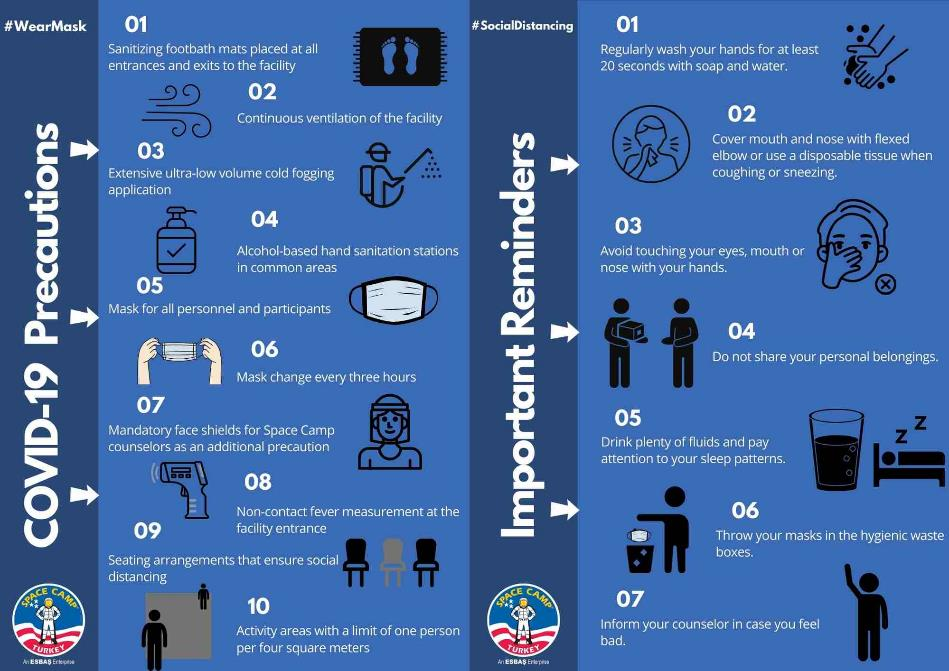 #WearMask
COVID-19 Precautions
01
Sanitizing footbath mats placed at all
entrances and exits to the facility
02
Continuous ventilation of the facility
03
Extensive ultra-low volume cold fogging
application
04
Alcohol-based hand sanitation stations
in common areas
05
Mask for all personnel and participants
06
Mask change every three hours
07
Mandatory face shields for Space Camp
counselors as an additional precaution
08
Non-contact fever measurement at the
facility entrance
09
Seating arrangements that ensure social
distancing
10
Activity areas with a limit of one person
per four square meters
SPACE CAMP
TURKEY
An ESBAŞ Enterprise
#SocialDistancing
Important Reminders
01
Regularly wash your hands for at least
20 seconds with soap and water.
02
Cover mouth and nose with flexed
elbow or use a disposable tissue when
coughing or sneezing.
03
Avoid touching your eyes, mouth or
nose with your hands.
04
Do not share your personal belongings.
05
Drink plenty of fluids and pay
attention to your sleep patterns.
Z Z
06
Throw your masks in the hygienic waste
boxes.
07
Inform your counselor in case you feel
bad.
SPACE CAMP
TURKEY
An ESBAŞ Enterprise